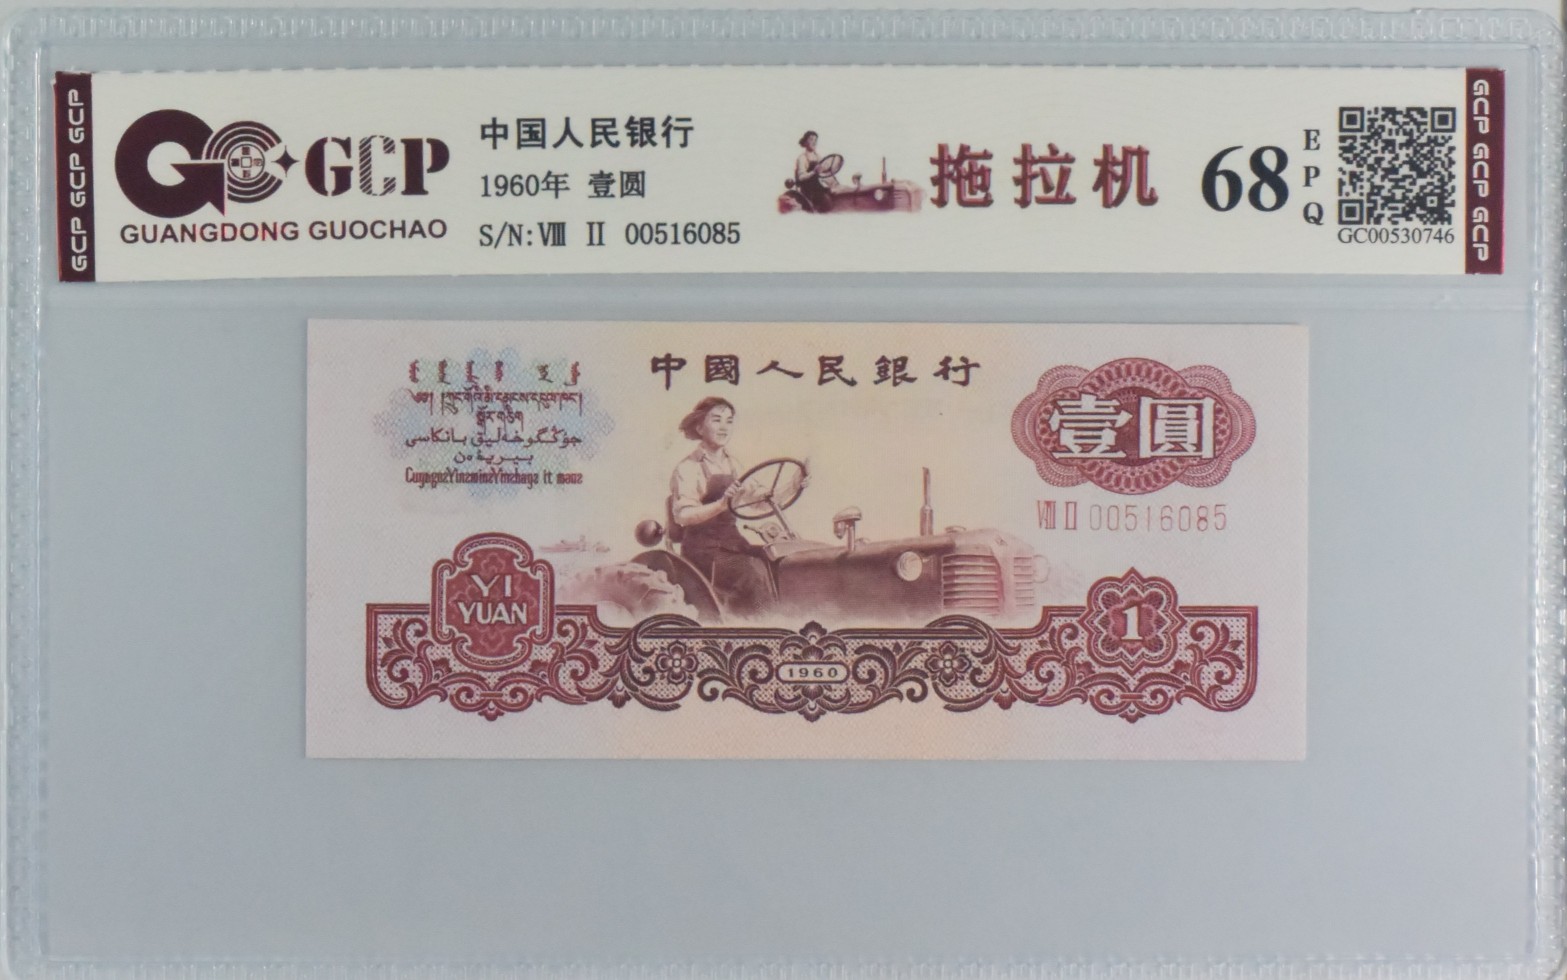 GCP GCP GCP
GCP
GUANGDONG GUOCHAO
中国人民银行
1960年 壹圆
S/N:Ⅷ Ⅱ 00516085
拖拉机
68
EPQ
GC00530746
GCP GCP GCP
中國人民銀行
壹圓
Ⅷ Ⅱ 00516085
YI
YUAN
1960
1